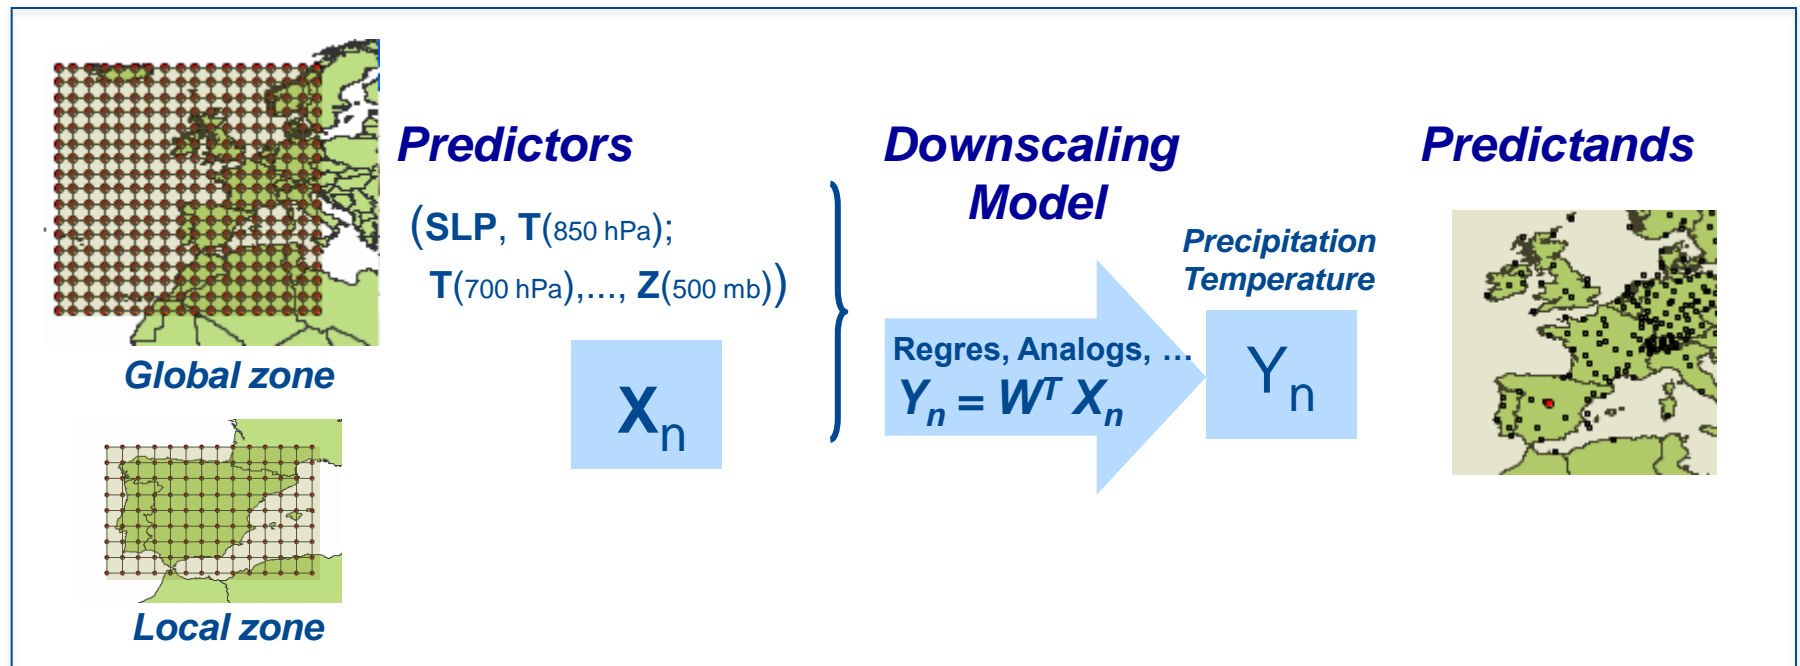 Predictors
(SLP, T(850 hPa);
T(700 hPa),..., Z(500 mb))
Xn
Global zone
Local zone
Downscaling
Model
Regres, Analogs, …
Yn = W^T Xn
Precipitation
Temperature
Yn
Predictands